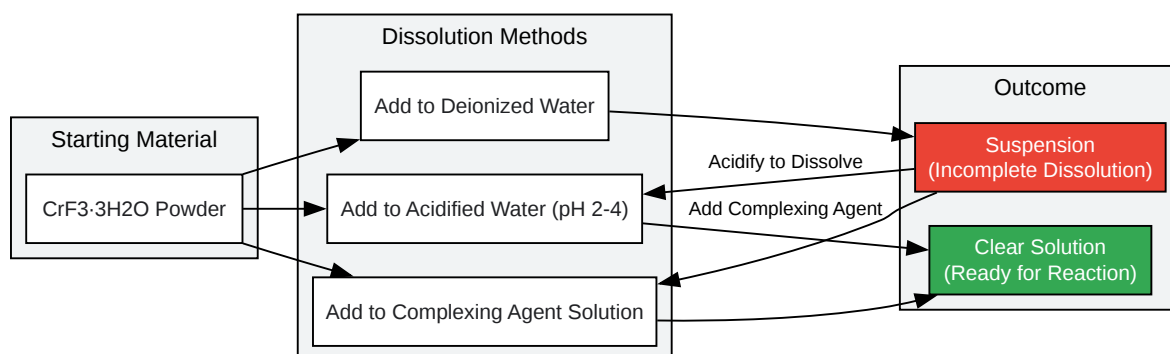 Starting Material
CrF3·3H2O Powder
Dissolution Methods
Add to Deionized Water
Add to Acidified Water (pH 2-4)
Add to Complexing Agent Solution
Acidify to Dissolve
Add Complexing Agent
Outcome
Suspension
(Incomplete Dissolution)
Clear Solution
(Ready for Reaction)